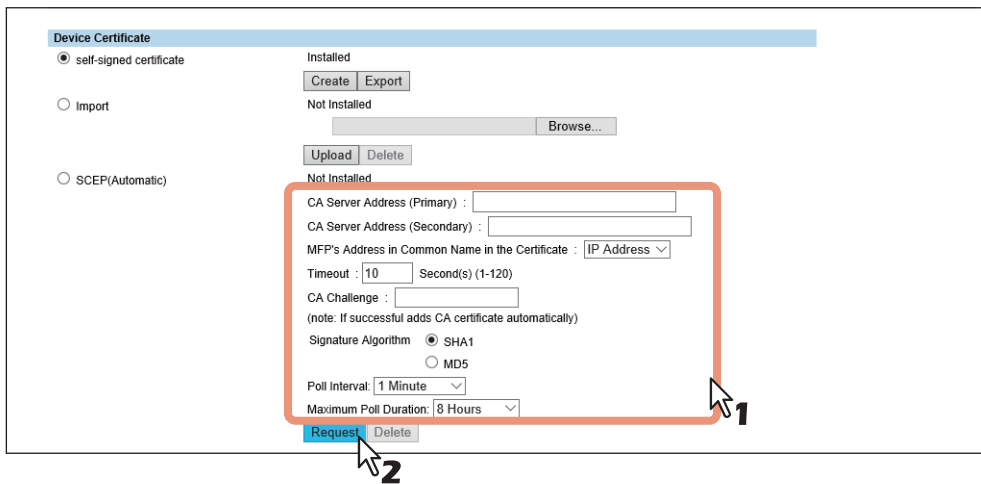 Device Certificate
self-signed certificate Installed
Create Export
Import Not Installed
Browse...
Upload Delete
SCEP(Automatic) Not Installed
CA Server Address (Primary) :
CA Server Address (Secondary) :
MFP's Address in Common Name in the Certificate : IP Address
Timeout : 10 Second(s) (1-120)
CA Challenge :
(note: If successful adds CA certificate automatically)
Signature Algorithm SHA1
MD5
Poll Interval: 1 Minute
Maximum Poll Duration: 8 Hours
1
Request Delete
2